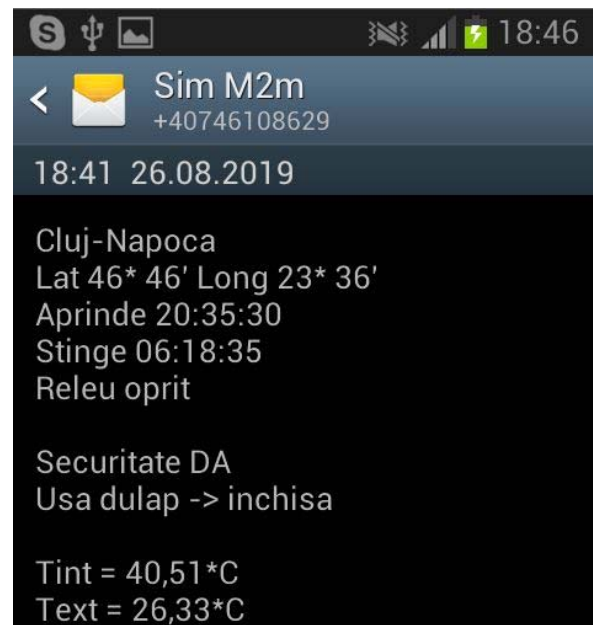 18:46
Sim M2m
+40746108629
18:41 26.08.2019
Cluj-Napoca
Lat 46* 46' Long 23* 36'
Aprinde 20:35:30
Stinge 06:18:35
Releu oprit
Securitate DA
Usa dulap -> inchisa
Tint = 40,51*C
Text = 26,33*C